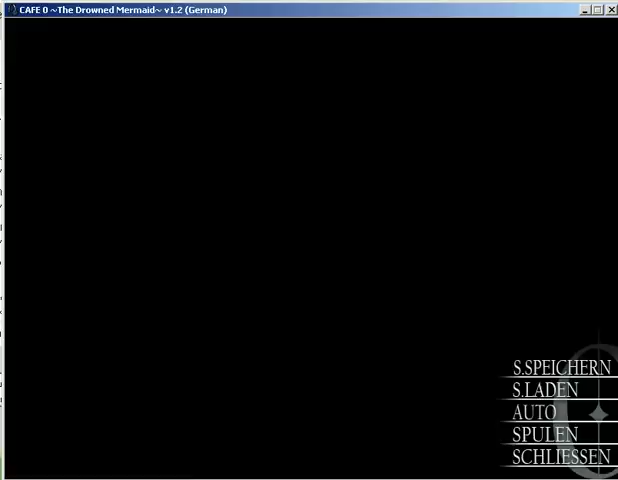 CAFE 0 ~The Drowned Mermaid~ v1.2 (German)
S.SPEICHERN
S.LADEN
AUTO
SPULEN
SCHLIESSEN